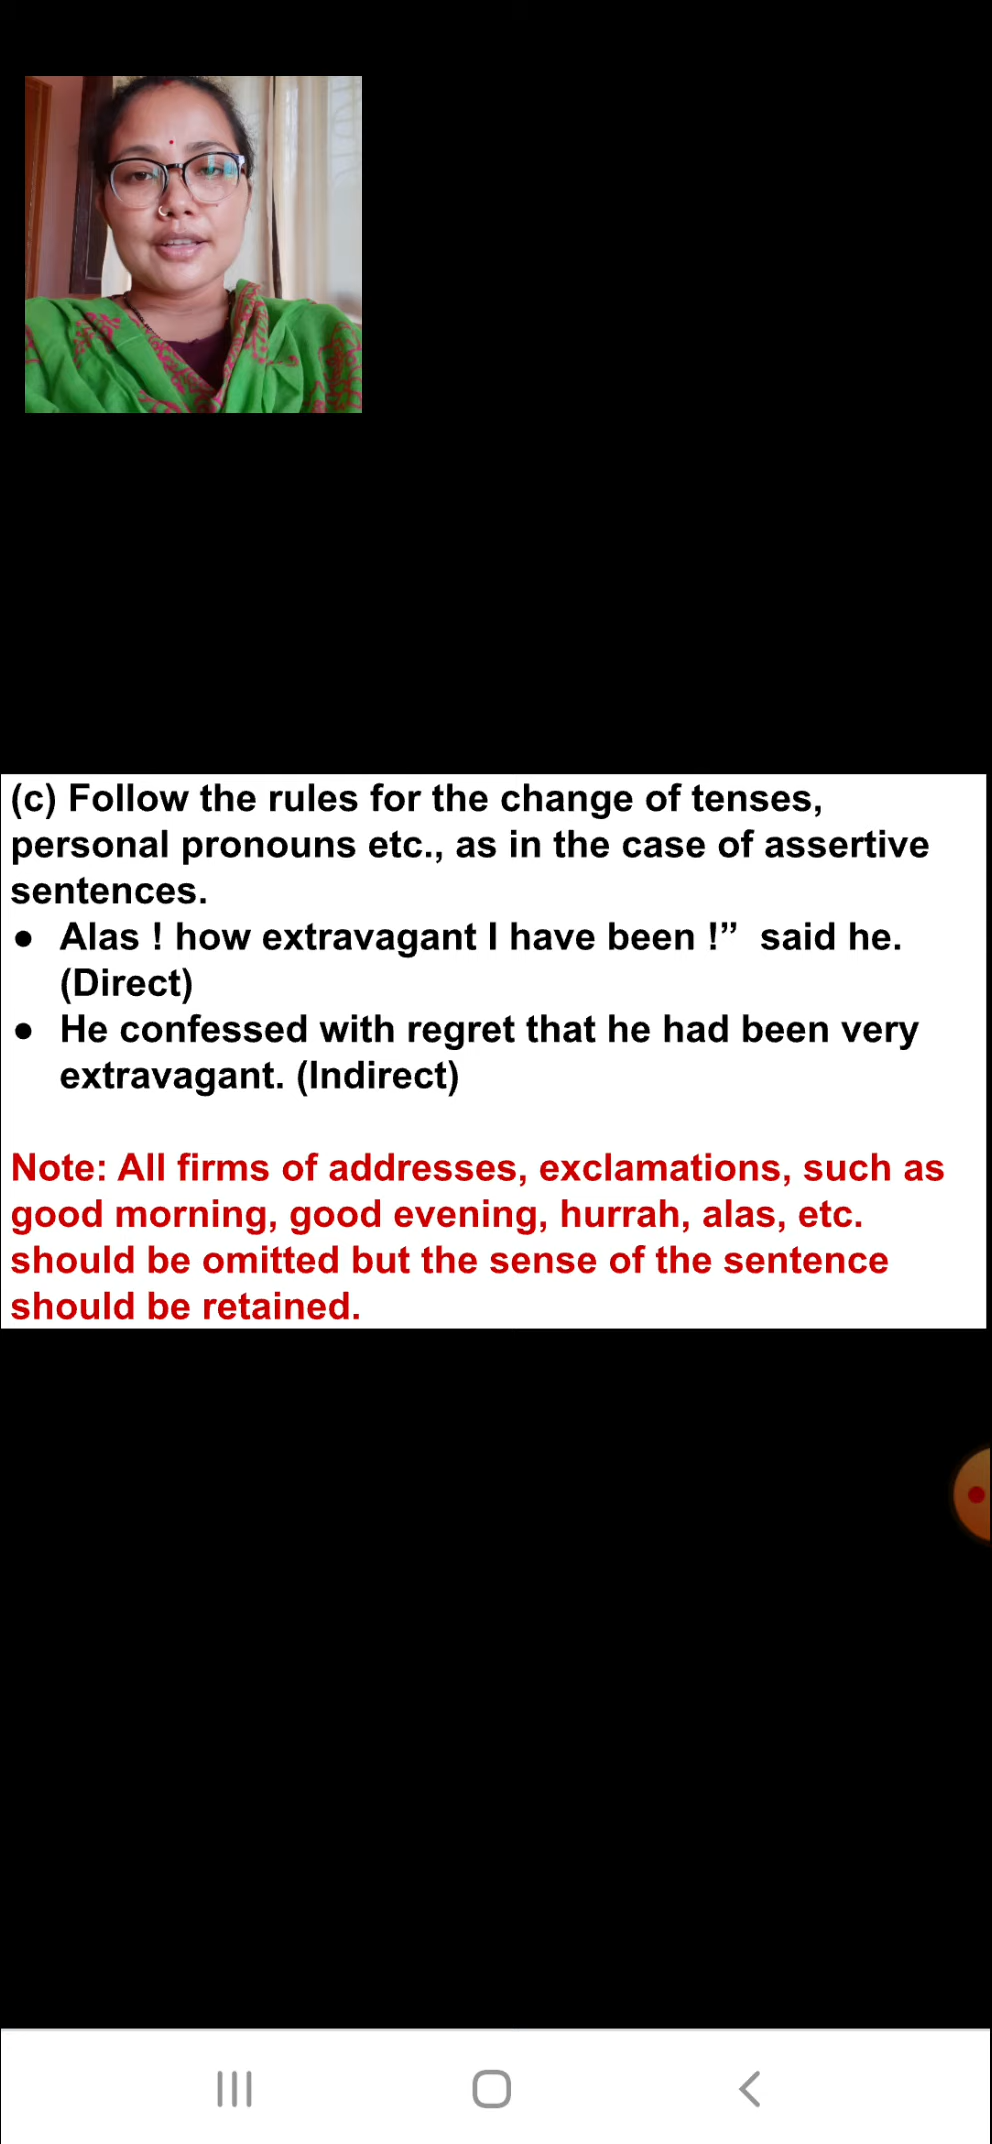 (c) Follow the rules for the change of tenses,
personal pronouns etc., as in the case of assertive
sentences.
● Alas ! how extravagant I have been !” said he.
(Direct)
● He confessed with regret that he had been very
extravagant. (Indirect)
Note: All firms of addresses, exclamations, such as
good morning, good evening, hurrah, alas, etc.
should be omitted but the sense of the sentence
should be retained.